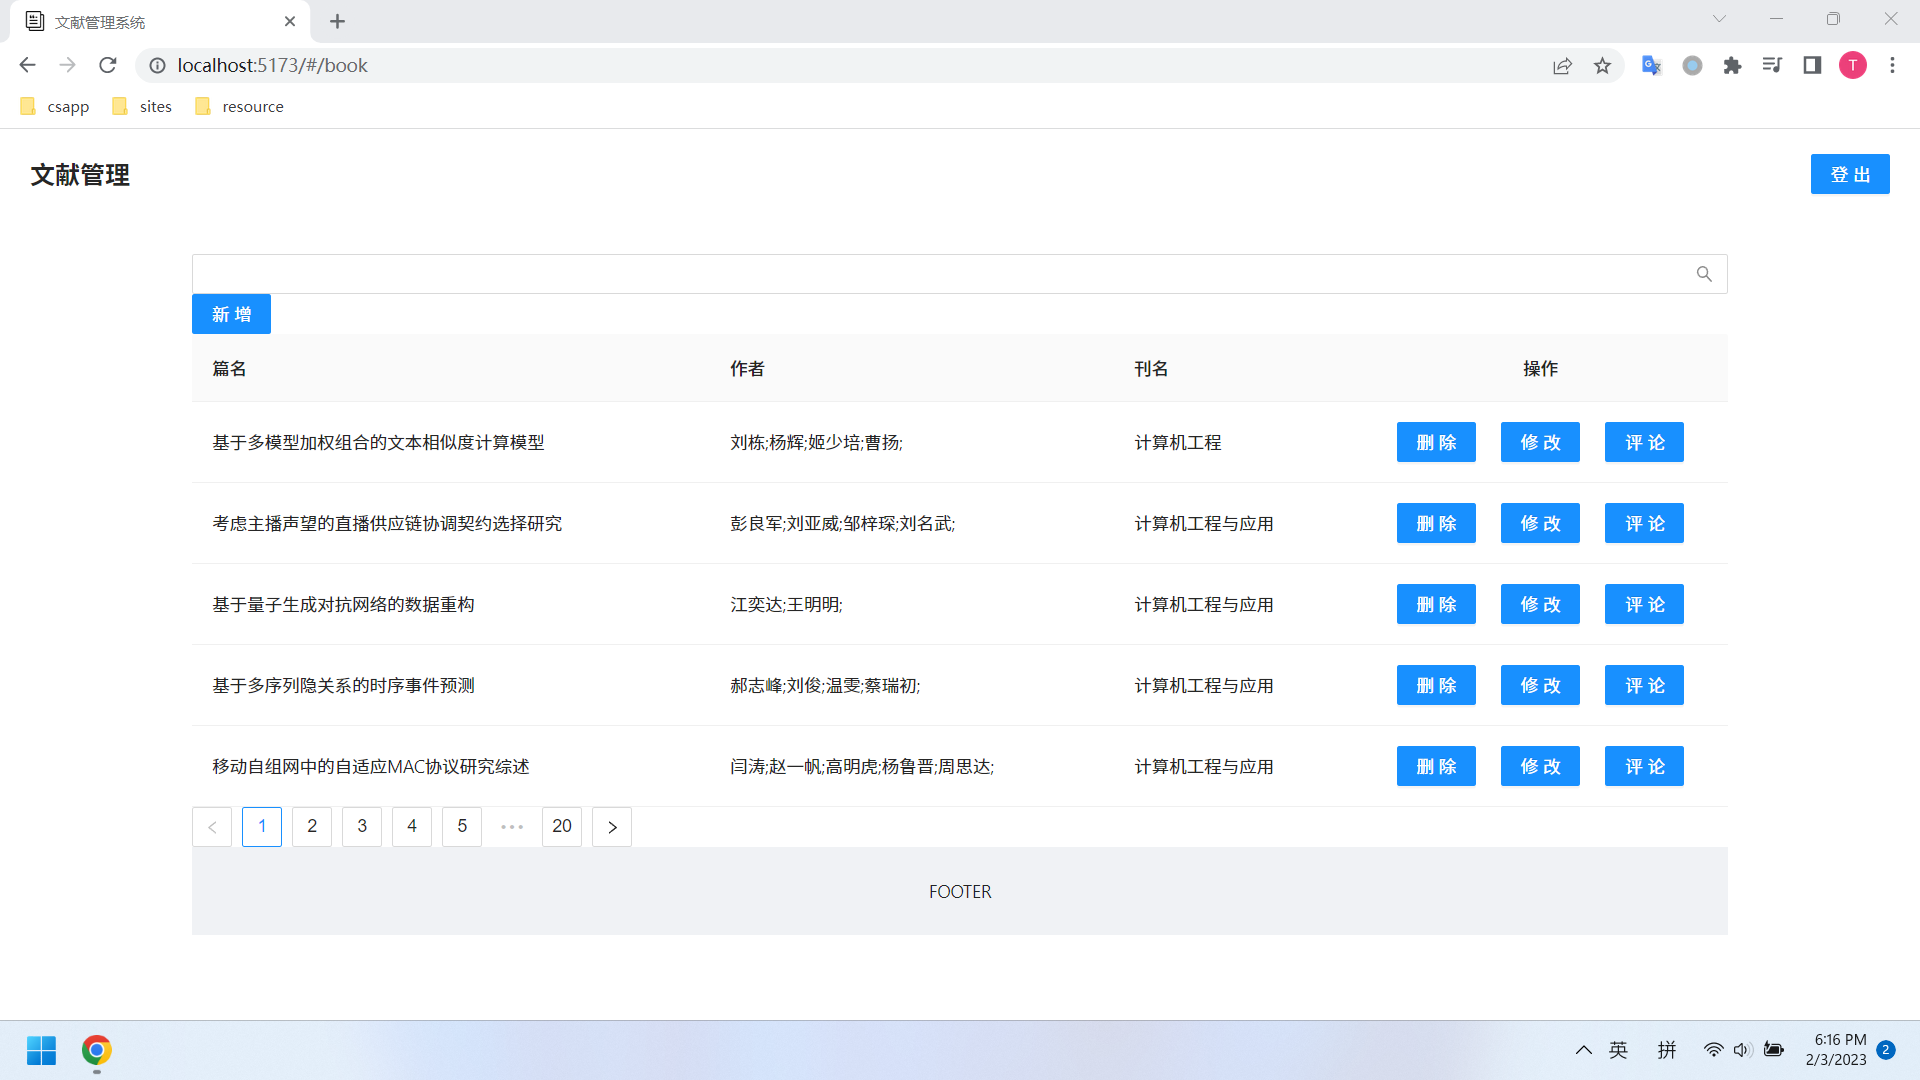 文献管理系统
localhost:5173/#/book
T
csapp sites resource
文献管理 登 出
新 增
篇名 作者 刊名 操作
基于多模型加权组合的文本相似度计算模型 刘栋;杨辉;姬少培;曹扬; 计算机工程 删 除 修 改 评 论
考虑主播声望的直播供应链协调契约选择研究 彭良军;刘亚威;邹梓琛;刘名武; 计算机工程与应用 删 除 修 改 评 论
基于量子生成对抗网络的数据重构 江奕达;王明明; 计算机工程与应用 删 除 修 改 评 论
基于多序列隐关系的时序事件预测 郝志峰;刘俊;温雯;蔡瑞初; 计算机工程与应用 删 除 修 改 评 论
移动自组网中的自适应MAC协议研究综述 闫涛;赵一帆;高明虎;杨鲁晋;周思达; 计算机工程与应用 删 除 修 改 评 论
1 2 3 4 5 ••• 20
FOOTER
英 拼 6:16 PM 2
2/3/2023